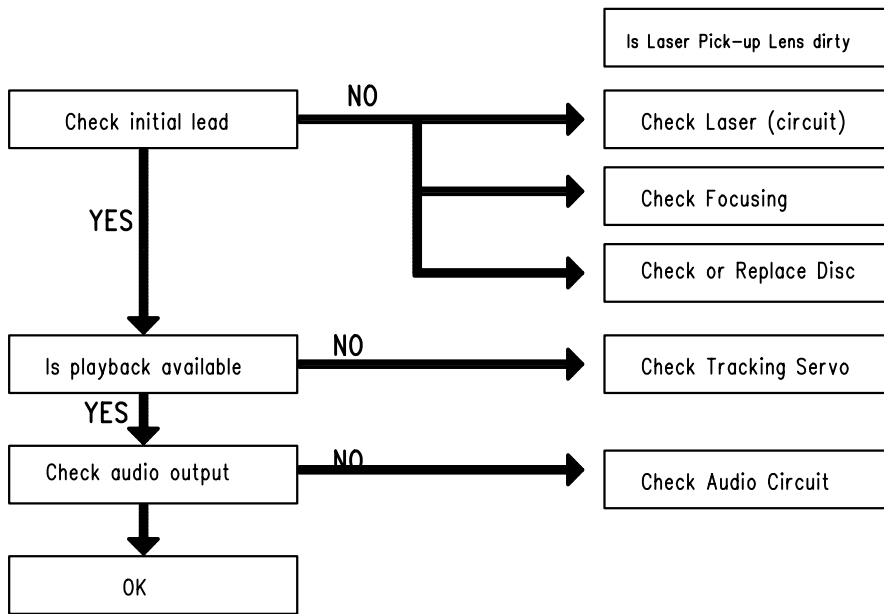 Is Laser Pick-up Lens dirty
NO
Check initial lead
Check Laser (circuit)
Check Focusing
YES
Check or Replace Disc
NO
Is playback available
Check Tracking Servo
YES
NO
Check audio output
Check Audio Circuit
OK